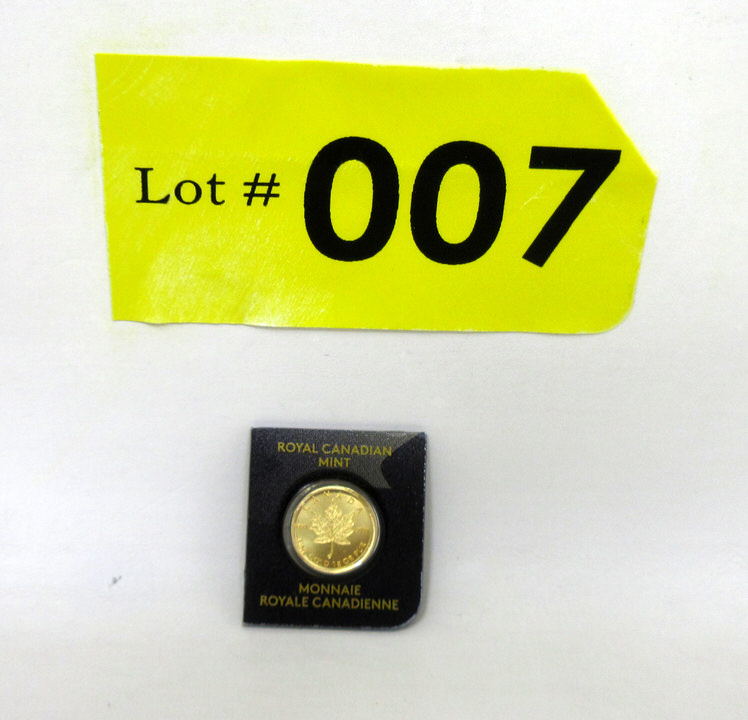 Lot # 007
ROYAL CANADIAN
MINT
MONNAIE
ROYALE CANADIENNE